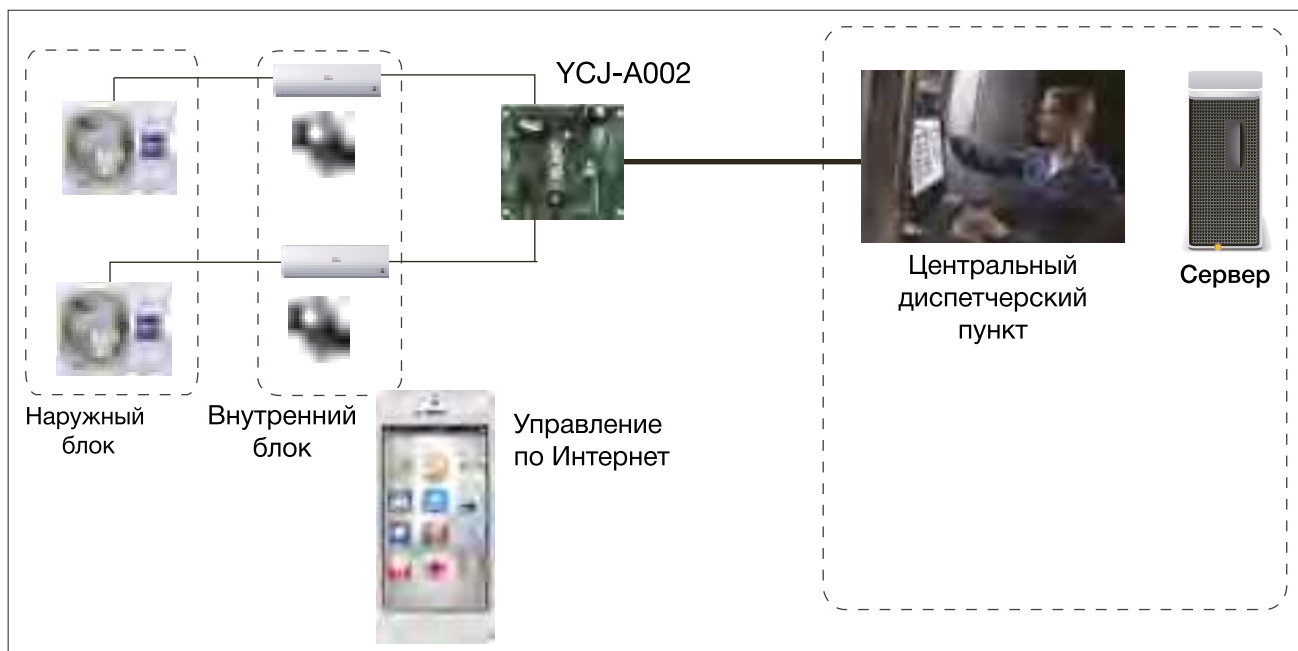 YCJ-A002
Центральный
диспетчерский
пункт
Сервер
Наружный
блок
Внутренний
блок
Управление
по Интернет